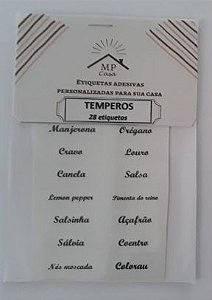 MP
Casa
ETIQUETAS ADESIVAS
PERSONALIZADAS PARA SUA CASA
TEMPEROS
28 etiquetas
Manjerona Orégano
Cravo Louro
Canela Salsa
Lemon pepper Pimenta do reino
Salsinha Açafrão
Sálvia Coentro
Nós moscada Colorau